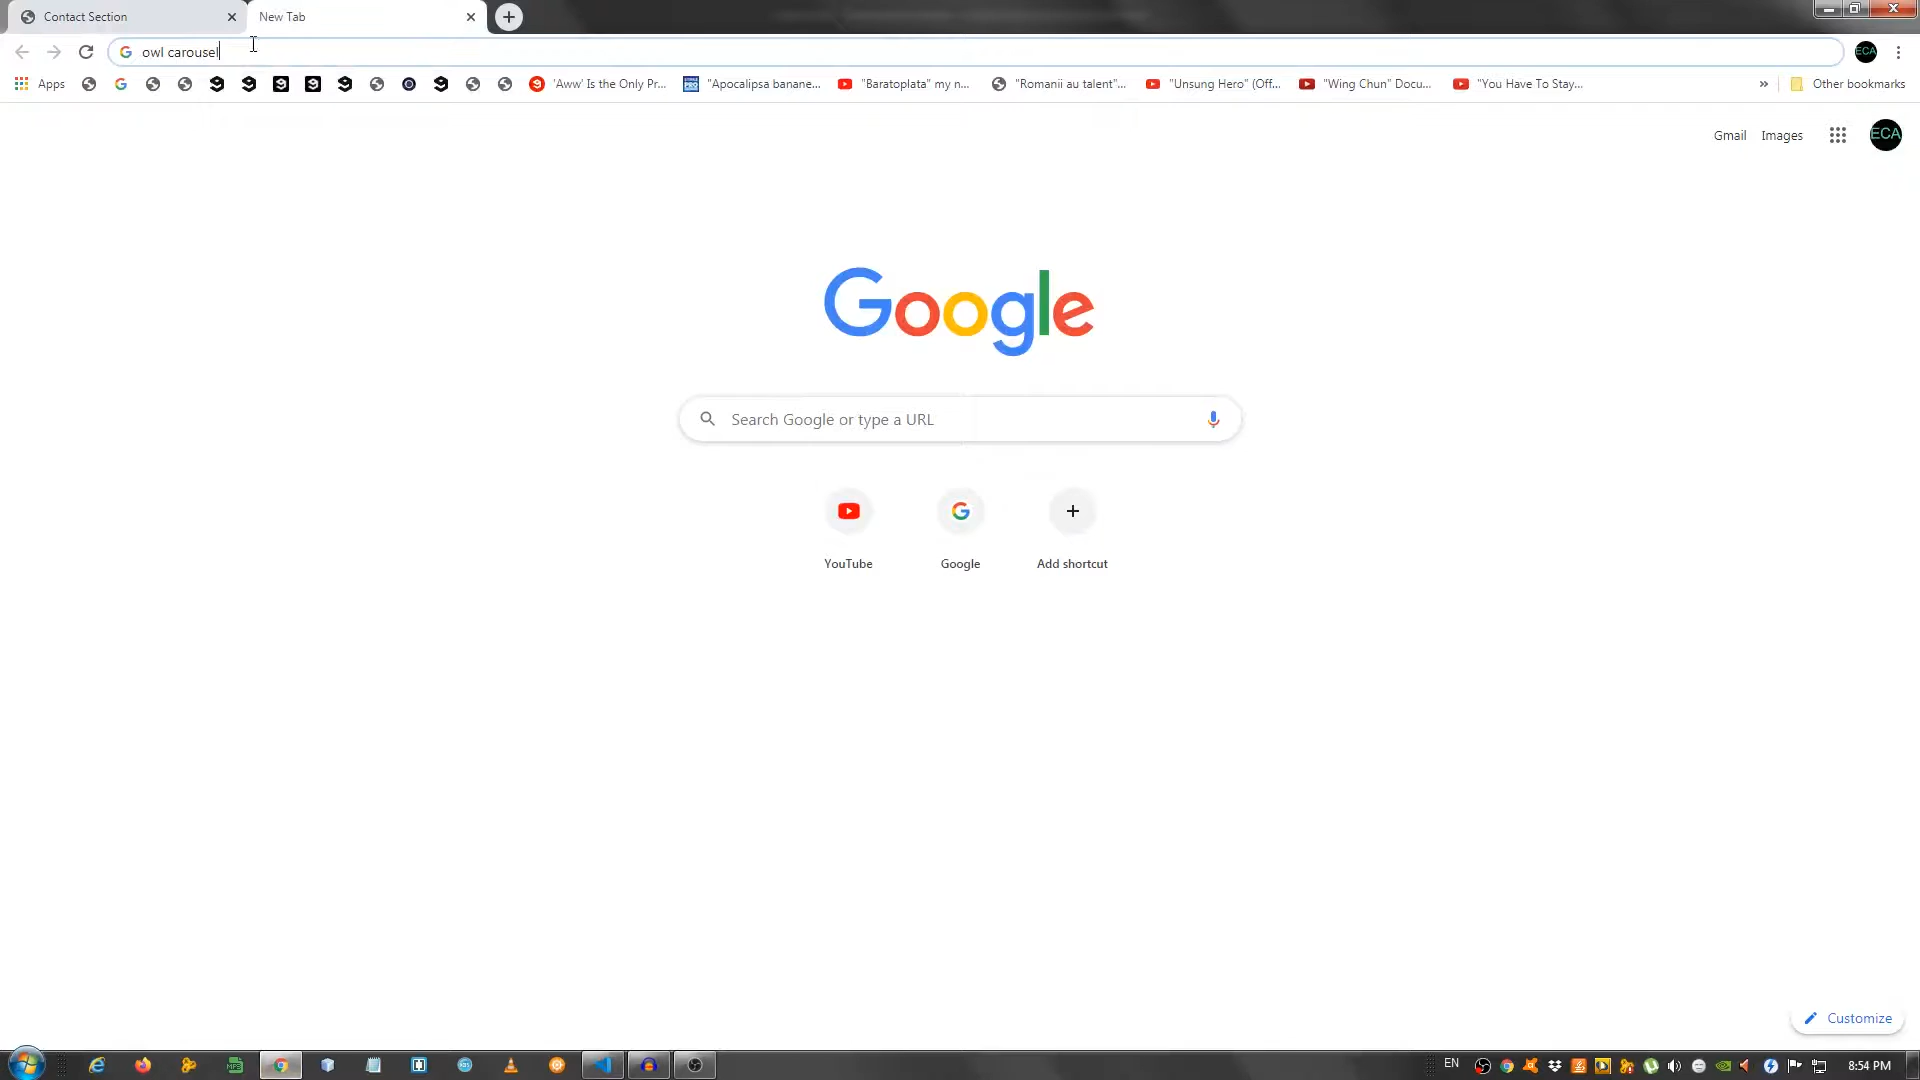 Contact Section
New Tab
owl carousel
Apps
'Aww' Is the Only Pr...
"Apocalipsa banane...
"Baratoplata" my n...
"Romanii au talent"...
"Unsung Hero" (Off...
"Wing Chun" Docu...
"You Have To Stay...
Other bookmarks
Gmail
Images
ECA
ECA
Google
Search Google or type a URL
YouTube
Google
Add shortcut
Customize
EN
8:54 PM